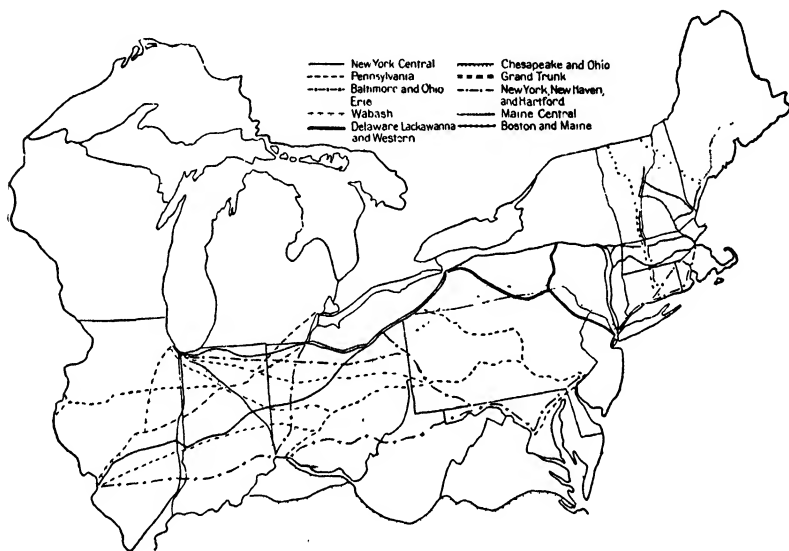 New York Central
Pennsylvania
Baltimore and Ohio
Erie
Wabash
Delaware Lackawanna
and Western
Chesapeake and Ohio
Grand Trunk
New York, New Haven,
and Hartford
Maine Central
Boston and Maine